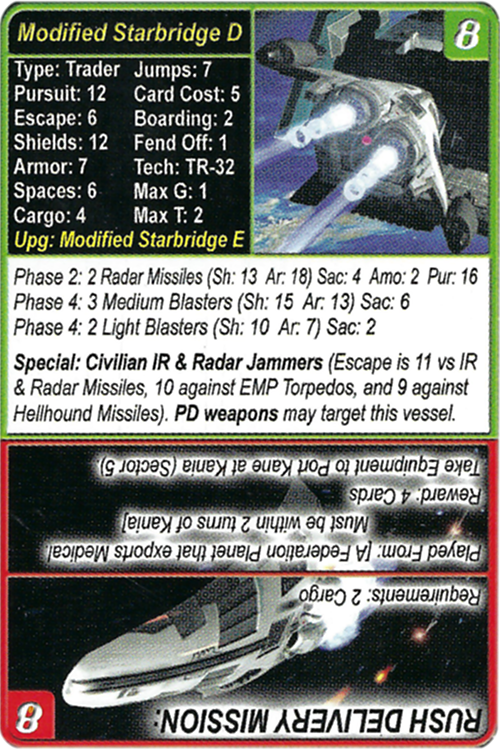 Modified Starbridge D
8
Type: Trader Jumps: 7
Pursuit: 12 Card Cost: 5
Escape: 6 Boarding: 2
Shields: 12 Fend Off: 1
Armor: 7 Tech: TR-32
Spaces: 6 Max G: 1
Cargo: 4 Max T: 2
Upg: Modified Starbridge E
Phase 2: 2 Radar Missiles (Sh: 13 Ar: 18) Sac: 4 Amo: 2 Pur: 16
Phase 4: 3 Medium Blasters (Sh: 15 Ar: 13) Sac: 6
Phase 4: 2 Light Blasters (Sh: 10 Ar: 7) Sac: 2
Special: Civilian IR & Radar Jammers (Escape is 11 vs IR
& Radar Missiles, 10 against EMP Torpedos, and 9 against
Hellhound Missiles). PD weapons may target this vessel.
8
RUSH DELIVERY MISSION:
Requirements: 2 Cargo
Played From: [A Federation Planet that exports Medical
Must be within 2 turns of Kania]
Reward: 4 Cards
Take Equipment to Port Kane at Kania (Sector 5)